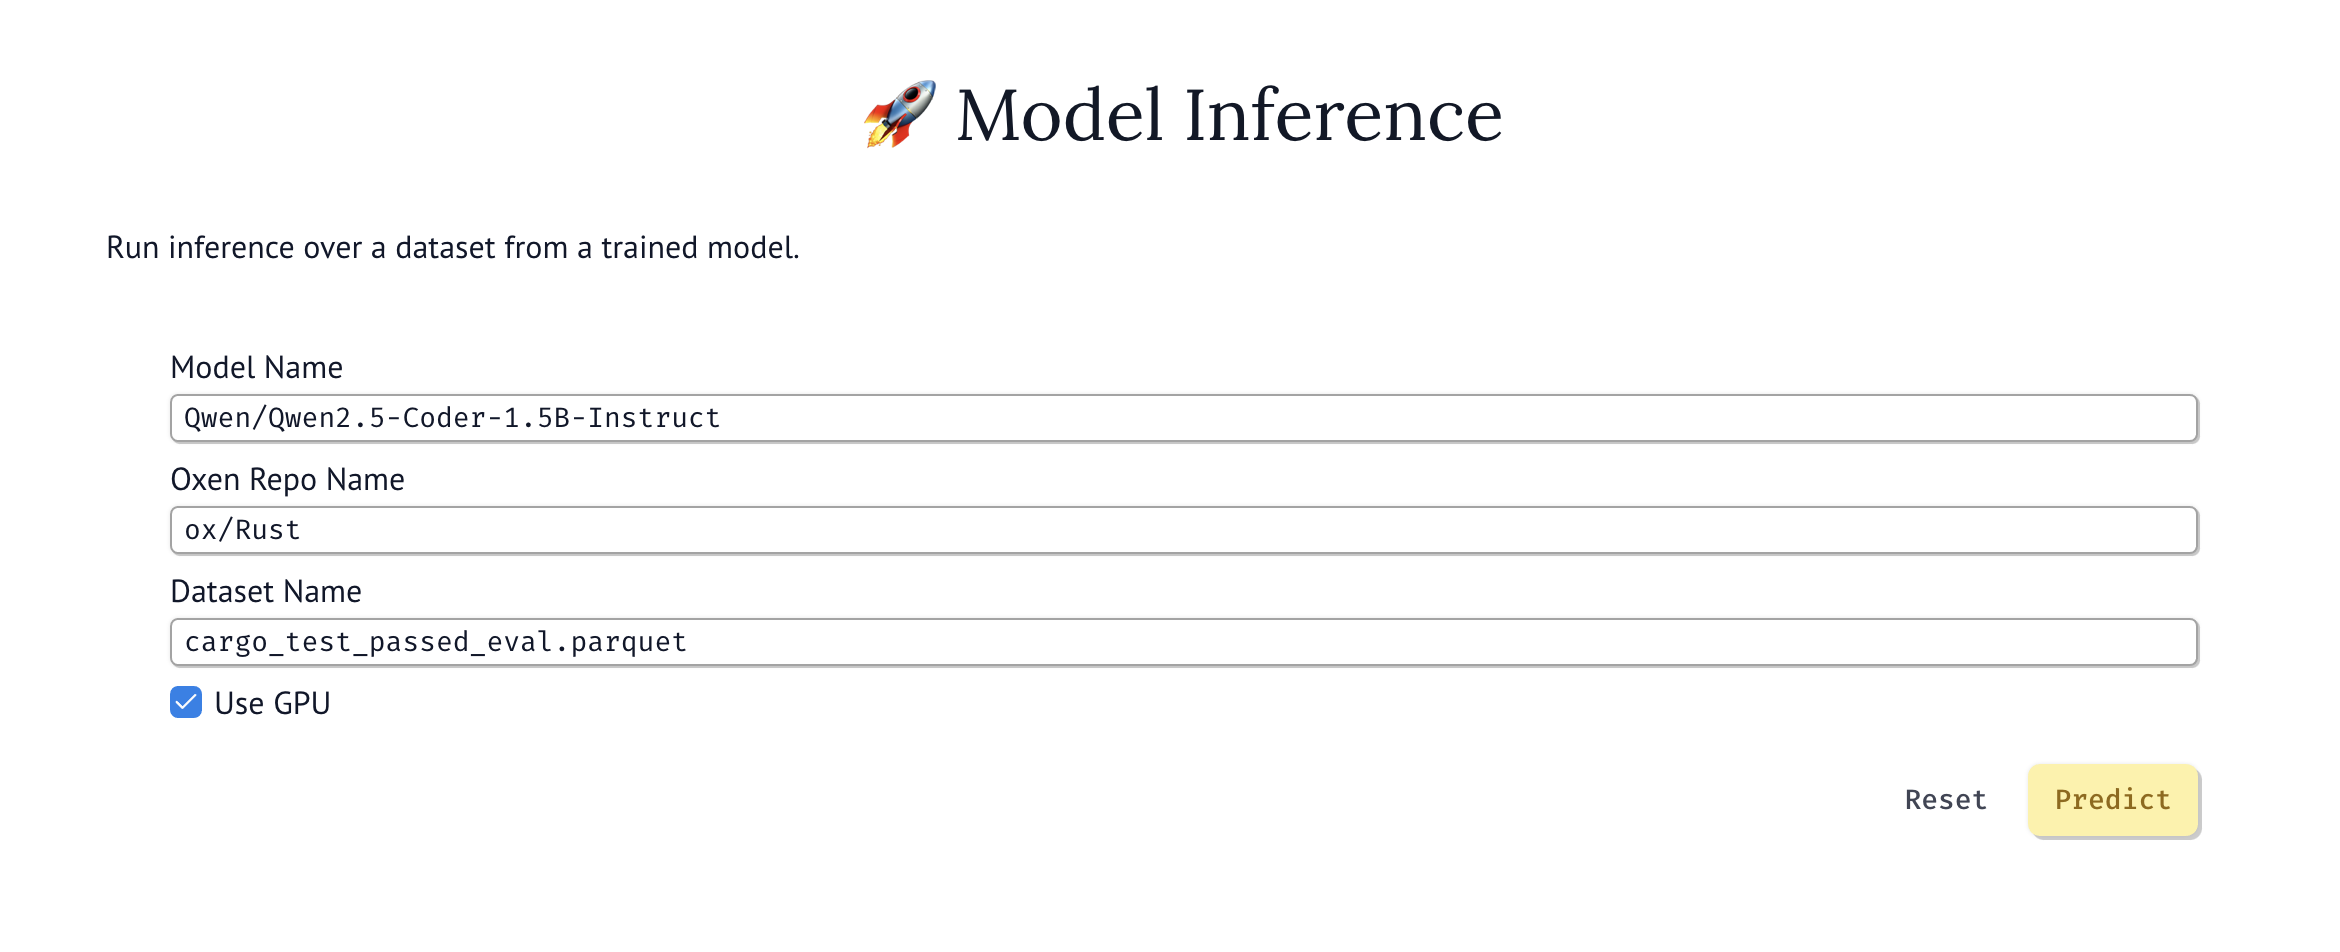 🚀 Model Inference
Run inference over a dataset from a trained model.
Model Name
Qwen/Qwen2.5-Coder-1.5B-Instruct
Oxen Repo Name
ox/Rust
Dataset Name
cargo_test_passed_eval.parquet
Use GPU
Reset Predict